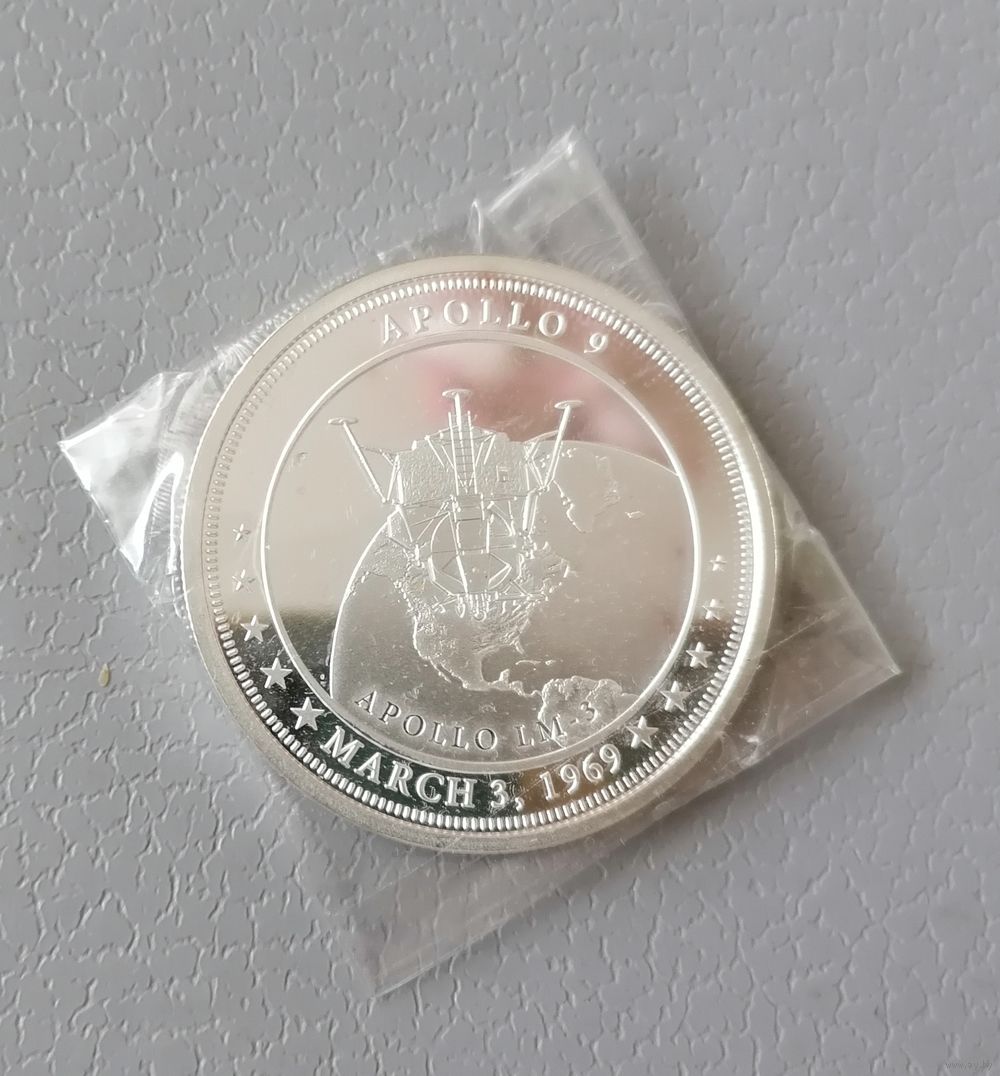 APOLLO 9
APOLLO LM-3
MARCH 3, 1969